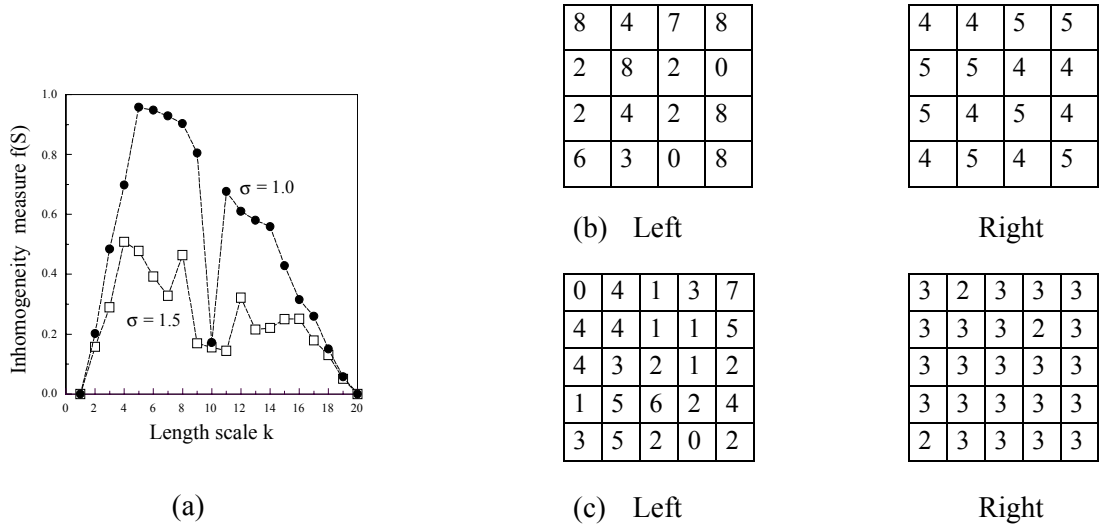 Inhomogeneity measure f(S)
1.0
0.8
0.6
0.4
0.2
0.0
0 2 4 6 8 10 12 14 16 18 20
Length scale k
σ = 1.0
σ = 1.5
(a)
8 4 7 8
2 8 2 0
2 4 2 8
6 3 0 8
(b) Left
4 4 5 5
5 5 4 4
5 4 5 4
4 5 4 5
Right
0 4 1 3 7
4 4 1 1 5
4 3 2 1 2
1 5 6 2 4
3 5 2 0 2
(c) Left
3 2 3 3 3
3 3 3 2 3
3 3 3 3 3
3 3 3 3 3
2 3 3 3 3
Right